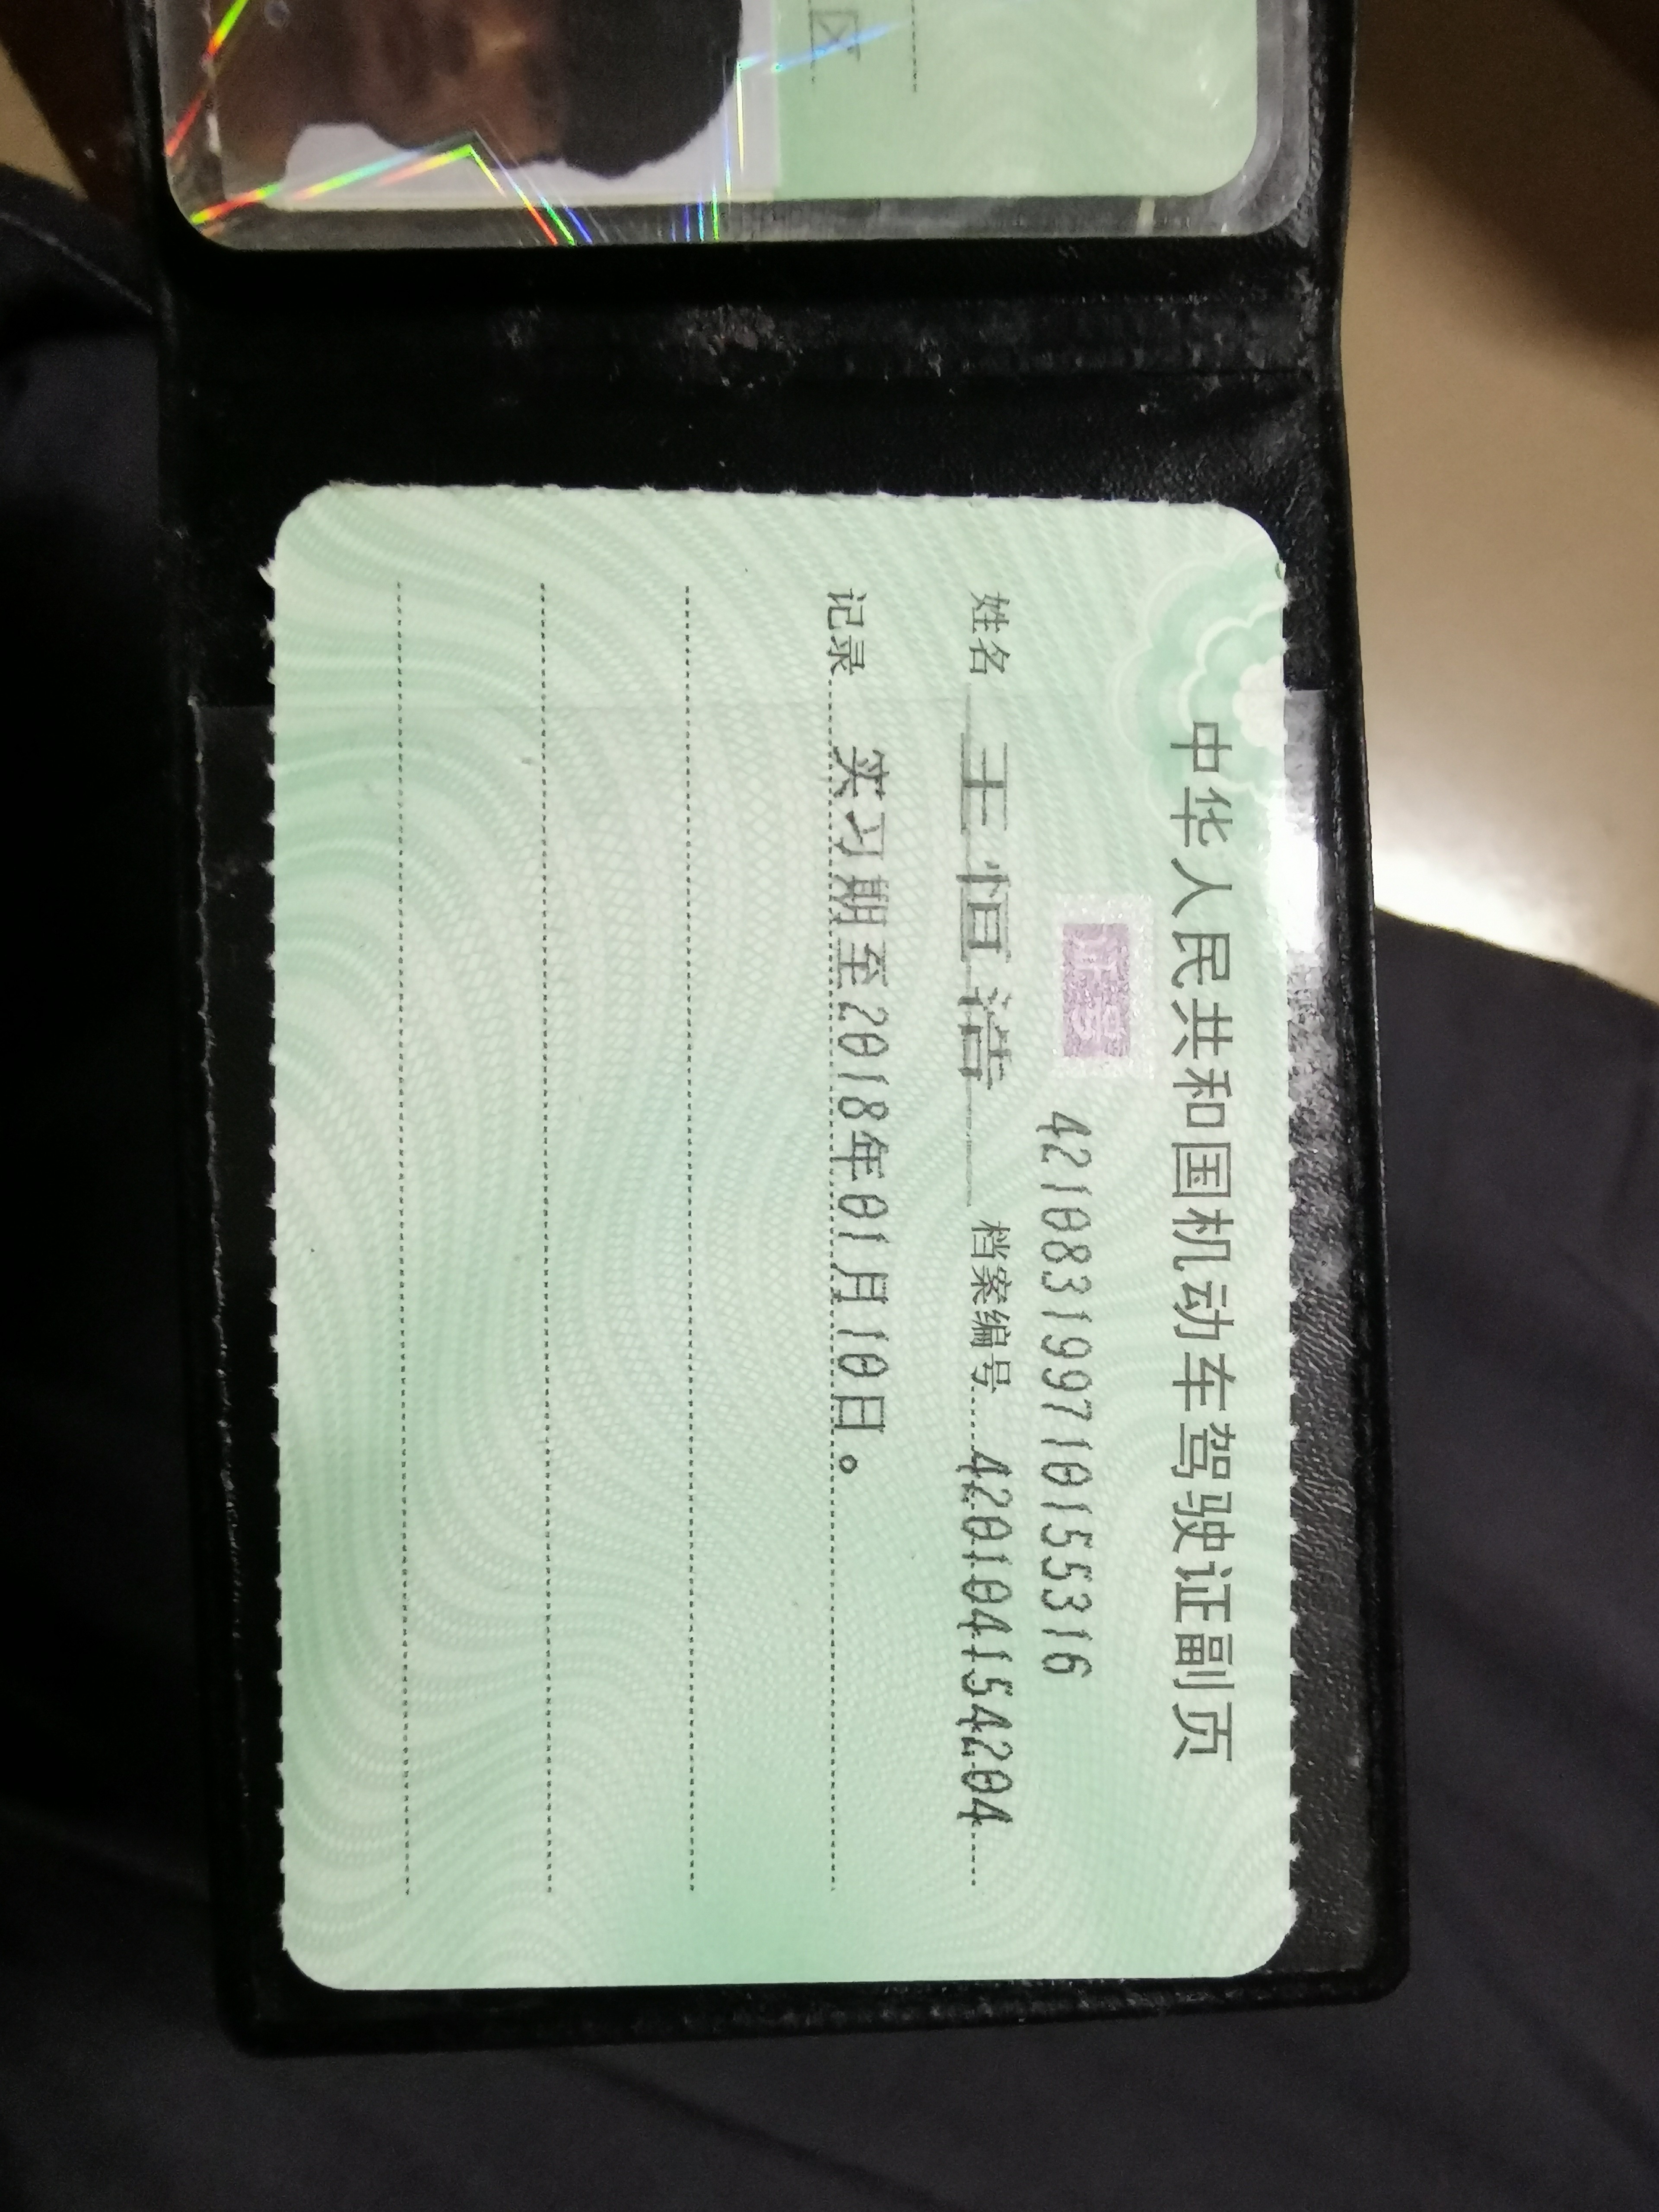 区
中华人民共和国机动车驾驶证副页
证号 421083199710155316
姓名 王恒浩 档案编号 420104154204
记录 实习期至2018年01月10日。